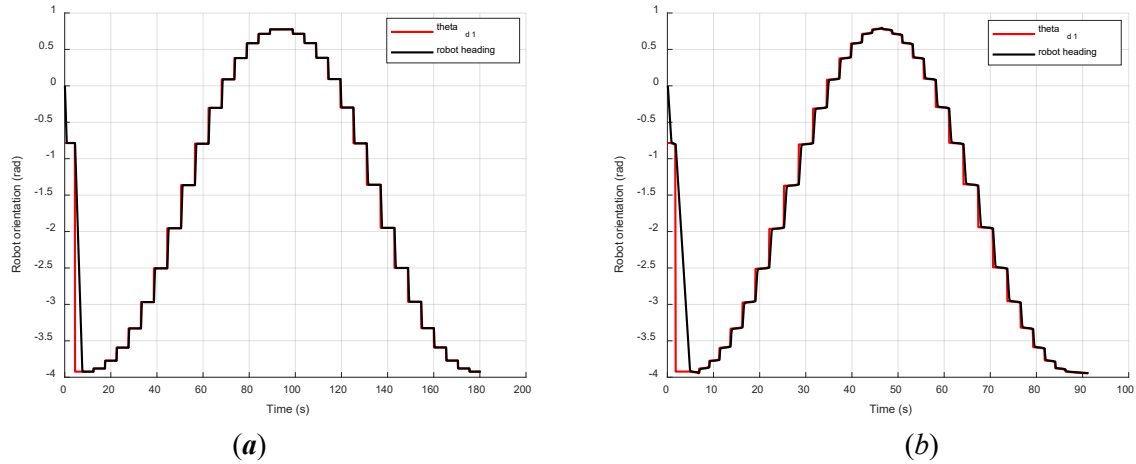 1
0.5
0
-0.5
-1
-1.5
-2
-2.5
-3
-3.5
-4
Robot orientation (rad)
theta d 1
robot heading
0 20 40 60 80 100 120 140 160 180 200
Time (s)
(a)
1
0.5
0
-0.5
-1
-1.5
-2
-2.5
-3
-3.5
-4
Robot orientation (rad)
theta d 1
robot heading
0 10 20 30 40 50 60 70 80 90 100
Time (s)
(b)